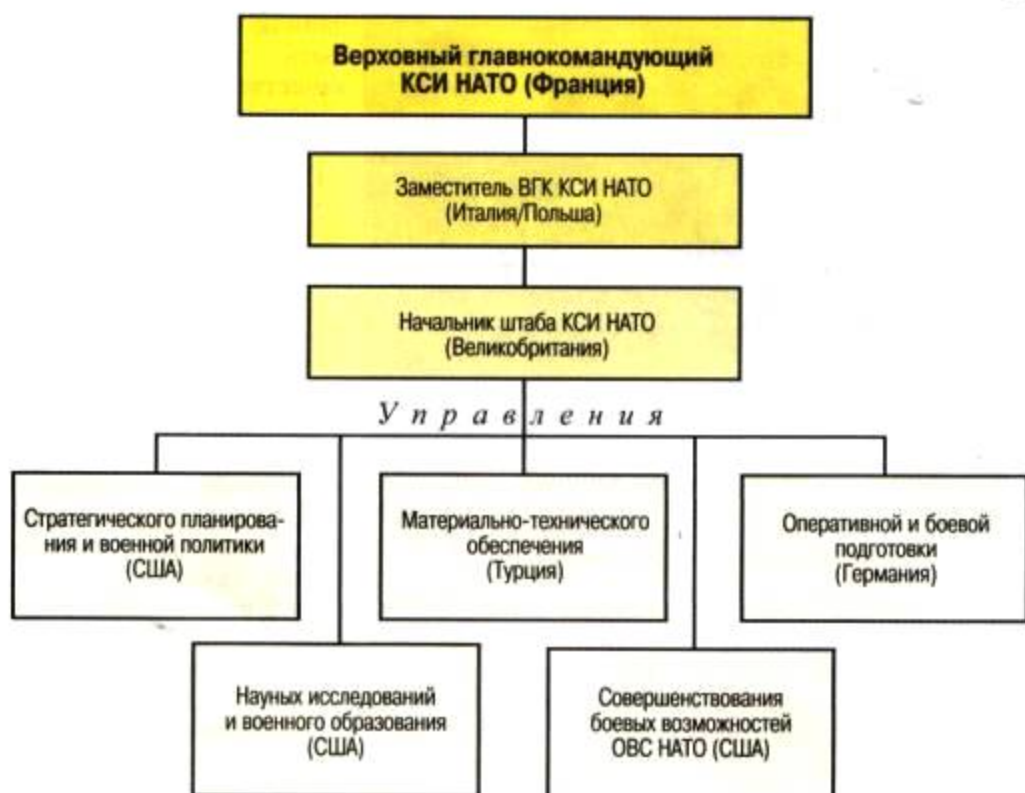 Верховный главнокомандующий
КСИ НАТО (Франция)
Заместитель ВГК КСИ НАТО
(Италия/Польша)
Начальник штаба КСИ НАТО
(Великобритания)
Управления
Стратегического планирова-
ния и военной политики
(США)
Материально-технического
обеспечения
(Турция)
Оперативной и боевой
подготовки
(Германия)
Науных исследований
и военного образования
(США)
Совершенствования
боевых возможностей
ОВС НАТО (США)